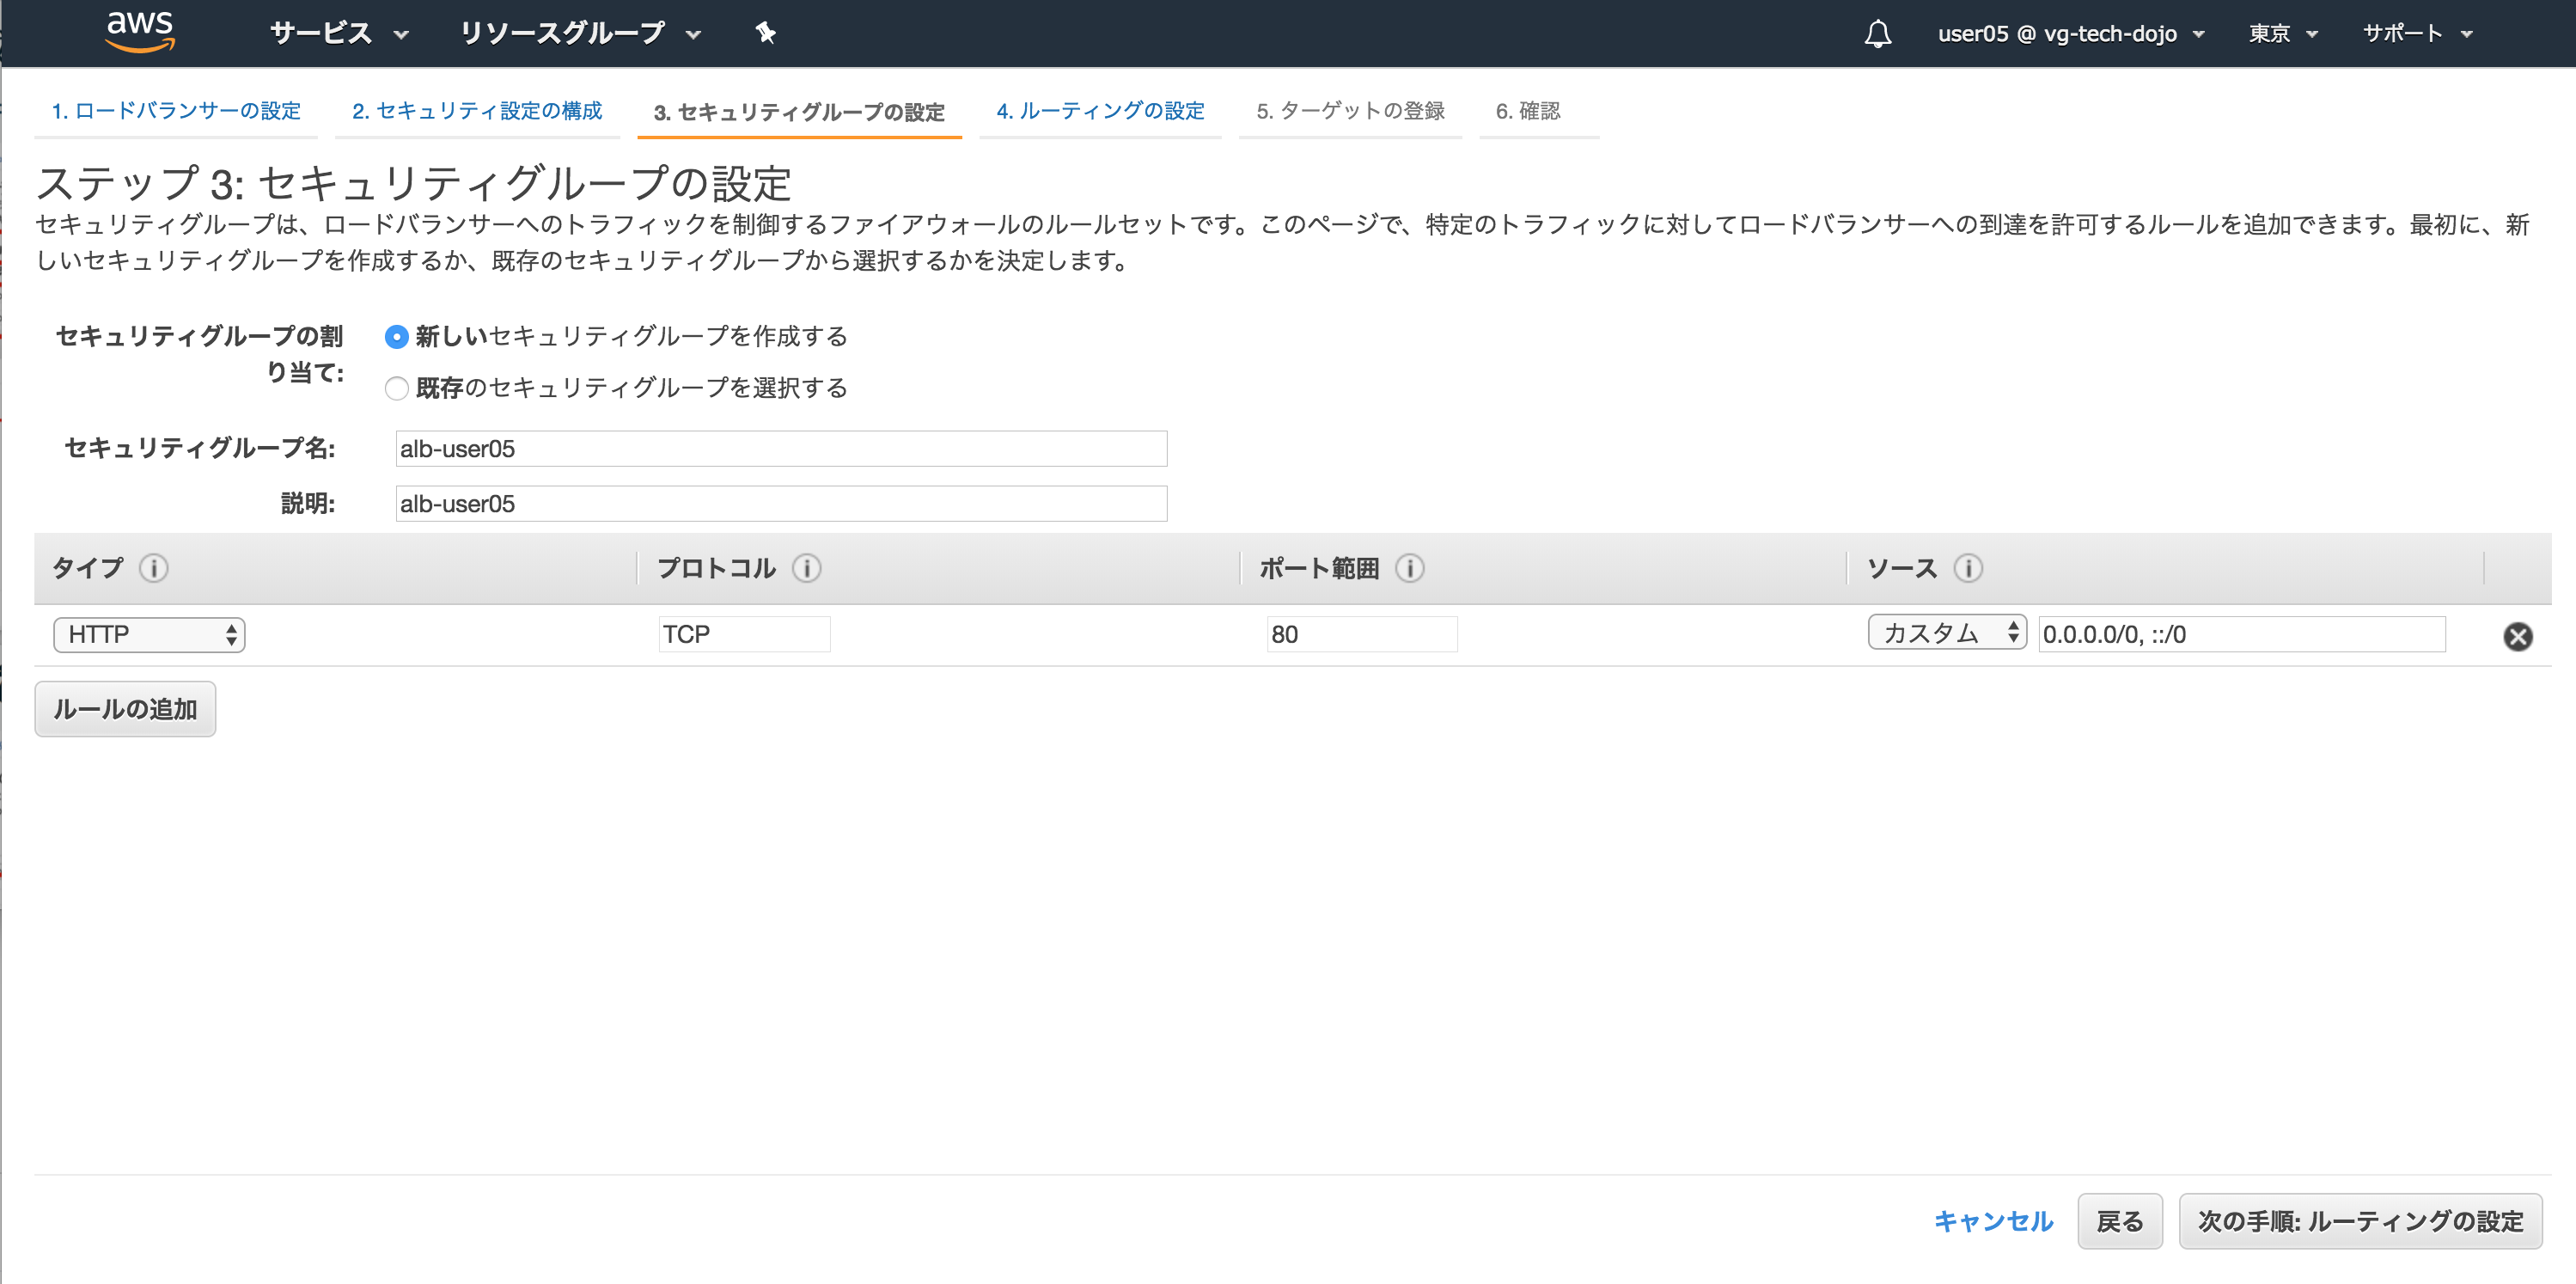 aws サービス リソースグループ user05 @ vg-tech-dojo 東京 サポート
1. ロードバランサーの設定 2. セキュリティ設定の構成 3. セキュリティグループの設定 4. ルーティングの設定 5. ターゲットの登録 6. 確認
ステップ 3: セキュリティグループの設定
セキュリティグループは、ロードバランサーへのトラフィックを制御するファイアウォールのルールセットです。このページで、特定のトラフィックに対してロードバランサーへの到達を許可するルールを追加できます。最初に、新
しいセキュリティグループを作成するか、既存のセキュリティグループから選択するかを決定します。
セキュリティグループの割
り当て:
新しいセキュリティグループを作成する
既存のセキュリティグループを選択する
セキュリティグループ名: alb-user05
説明: alb-user05
タイプ プロトコル ポート範囲 ソース
HTTP TCP 80 カスタム 0.0.0.0/0, ::/0
ルールの追加
キャンセル 戻る 次の手順: ルーティングの設定